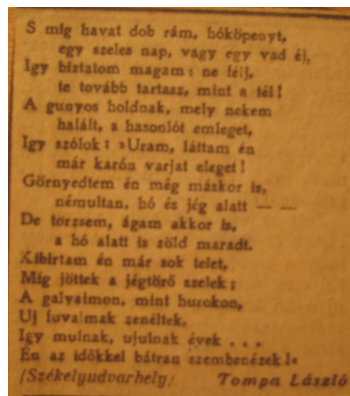 S míg havat dob rám, hóköpenyt,
egy szeles nap, vagy egy vad éj,
Igy biztatom magam: ne félj,
te tovább tartasz, mint a tél!
A gunyos holdnak, mely nekem
halált, s hasonlót emleget,
Igy szólok: »Uram, láttam én
már karón varjat eleget!
Görnyedtem én még máskor is,
némultan, hó és jég alatt — —
De törzsem, ágam akkor is,
a hó alatt is zöld maradt.
Kibirtam én már sok telet,
Mig jöttek a jégtörő szelek;
A galyaimon, mint hurokon,
Uj fuvalmak zenéltek,
Igy mulnak, ujulnak évek . . .
Én az időkkel bátran szembenézek!«
/Székelyudvarhely/ Tompa László